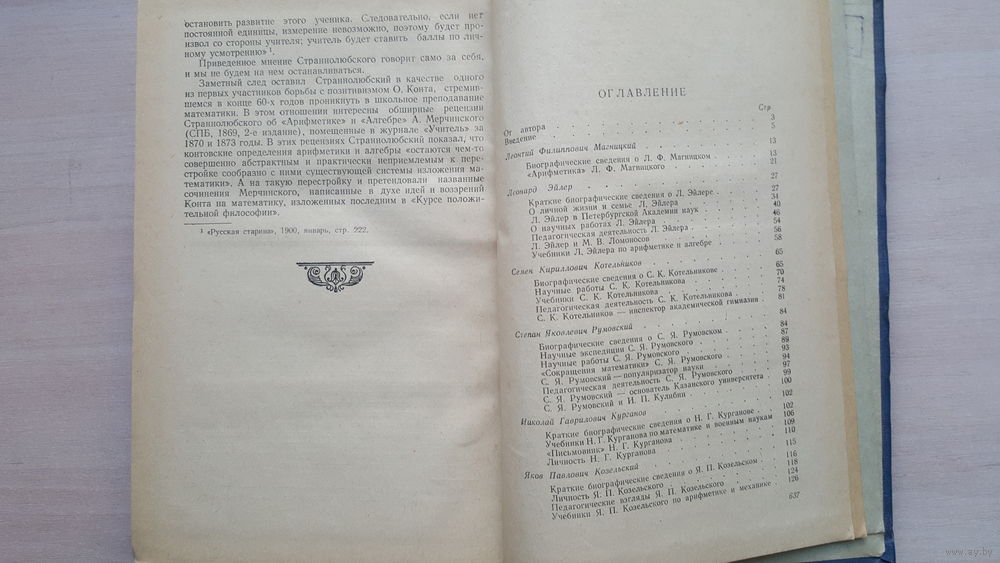 остановить развитие этого ученика. Следовательно, если нет
постоянной единицы, измерение невозможно, поэтому будет про-
извол со стороны учителя; учитель будет ставить баллы по лич-
ному усмотрению»¹.
Приведенное мнение Страннолюбского говорит само за себя,
и мы не будем на нем останавливаться.
Заметный след оставил Страннолюбский в качестве одного
из первых участников борьбы с позитивизмом О. Конта, стремив-
шемся в конце 60-х годов проникнуть в школьное преподавание
математики. В этом отношении интересны обширные рецензии
Страннолюбского об «Арифметике» и «Алгебре» А. Мерчинского
(СПБ, 1869, 2-е издание), помещенные в журнале «Учитель» за
1870 и 1873 годы. В этих рецензиях Страннолюбский показал, что
контовские определения арифметики и алгебры «остаются чем-то
совершенно абстрактным и практически неприемлемым к пере-
стройке сообразно с ними существующей системы изложения ма-
тематики». А на такую перестройку и претендовали названные
сочинения Мерчинского, написанные в духе идей и воззрений
Конта на математику, изложенных последним в «Курсе положи-
тельной философии».
¹ «Русская старина», 1900, январь, стр. 222.
ОГЛАВЛЕНИЕ
Стр.
От автора . . . 3
Введение . . . 5
Леонтий Филиппович Магницкий . . . 13
Биографические сведения о Л. Ф. Магницком . . . 13
«Арифметика» Л. Ф. Магницкого . . . 21
Леонард Эйлер . . . 27
Краткие биографические сведения о Л. Эйлере . . . 27
О личной жизни и семье Л. Эйлера . . . 34
Л. Эйлер в Петербургской Академии наук . . . 40
О научных работах Л. Эйлера . . . 46
Педагогическая деятельность Л. Эйлера . . . 54
Л. Эйлер и М. В. Ломоносов . . . 56
Учебники Л. Эйлера по арифметике и алгебре . . . 58
Семен Кириллович Котельников . . . 65
Биографические сведения о С. К. Котельникове . . . 65
Научные работы С. К. Котельникова . . . 70
Учебники С. К. Котельникова . . . 74
Педагогическая деятельность С. К. Котельникова . . . 78
С. К. Котельников — инспектор академической гимназии . . . 81
Степан Яковлевич Румовский . . . 84
Биографические сведения о С. Я. Румовском . . . 84
Научные экспедиции С. Я. Румовского . . . 87
Научные работы С. Я. Румовского . . . 89
«Сокращения математики» С. Я. Румовского . . . 93
С. Я. Румовский — популяризатор науки . . . 94
Педагогическая деятельность С. Я. Румовского . . . 97
С. Я. Румовский — основатель Казанского университета . . . 99
С. Я. Румовский и И. П. Кулибин . . . 100
Николай Гаврилович Курганов . . . 102
Краткие биографические сведения о Н. Г. Курганове . . . 102
Учебники Н. Г. Курганова по математике и военным наукам 106
«Письмовник» Н. Г. Курганова . . . 109
Личность Н. Г. Курганова . . . 110
Яков Павлович Козельский . . . 115
Краткие биографические сведения о Я. П. Козельском . . . 116
Личность Я. П. Козельского . . . 118
Педагогические взгляды Я. П. Козельского . . . 124
Учебники Я. П. Козельского по арифметике и механике . . . 126
637
www.ay.by